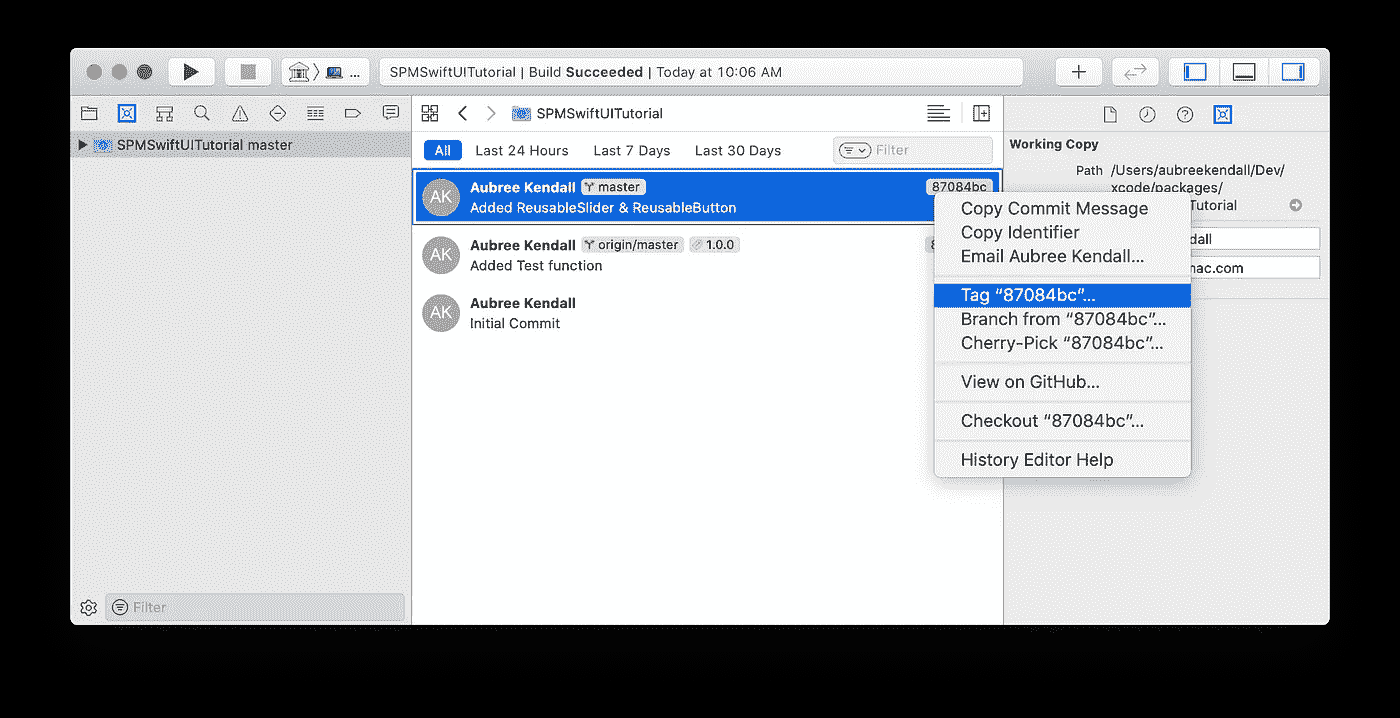 SPMSwiftUITutorial | Build Succeeded | Today at 10:06 AM
SPMSwiftUITutorial master
SPMSwiftUITutorial
All Last 24 Hours Last 7 Days Last 30 Days Filter
Aubree Kendall master 87084bc
Added ReusableSlider & ReusableButton
Aubree Kendall origin/master 1.0.0
Added Test function
Aubree Kendall
Initial Commit
Copy Commit Message
Copy Identifier
Email Aubree Kendall...
Tag “87084bc”...
Branch from “87084bc”...
Cherry-Pick “87084bc”...
View on GitHub...
Checkout “87084bc”...
History Editor Help
Working Copy
Path /Users/aubreekendall/Dev/
xcode/packages/
Tutorial
dall
mac.com
AK
AK
AK
Filter